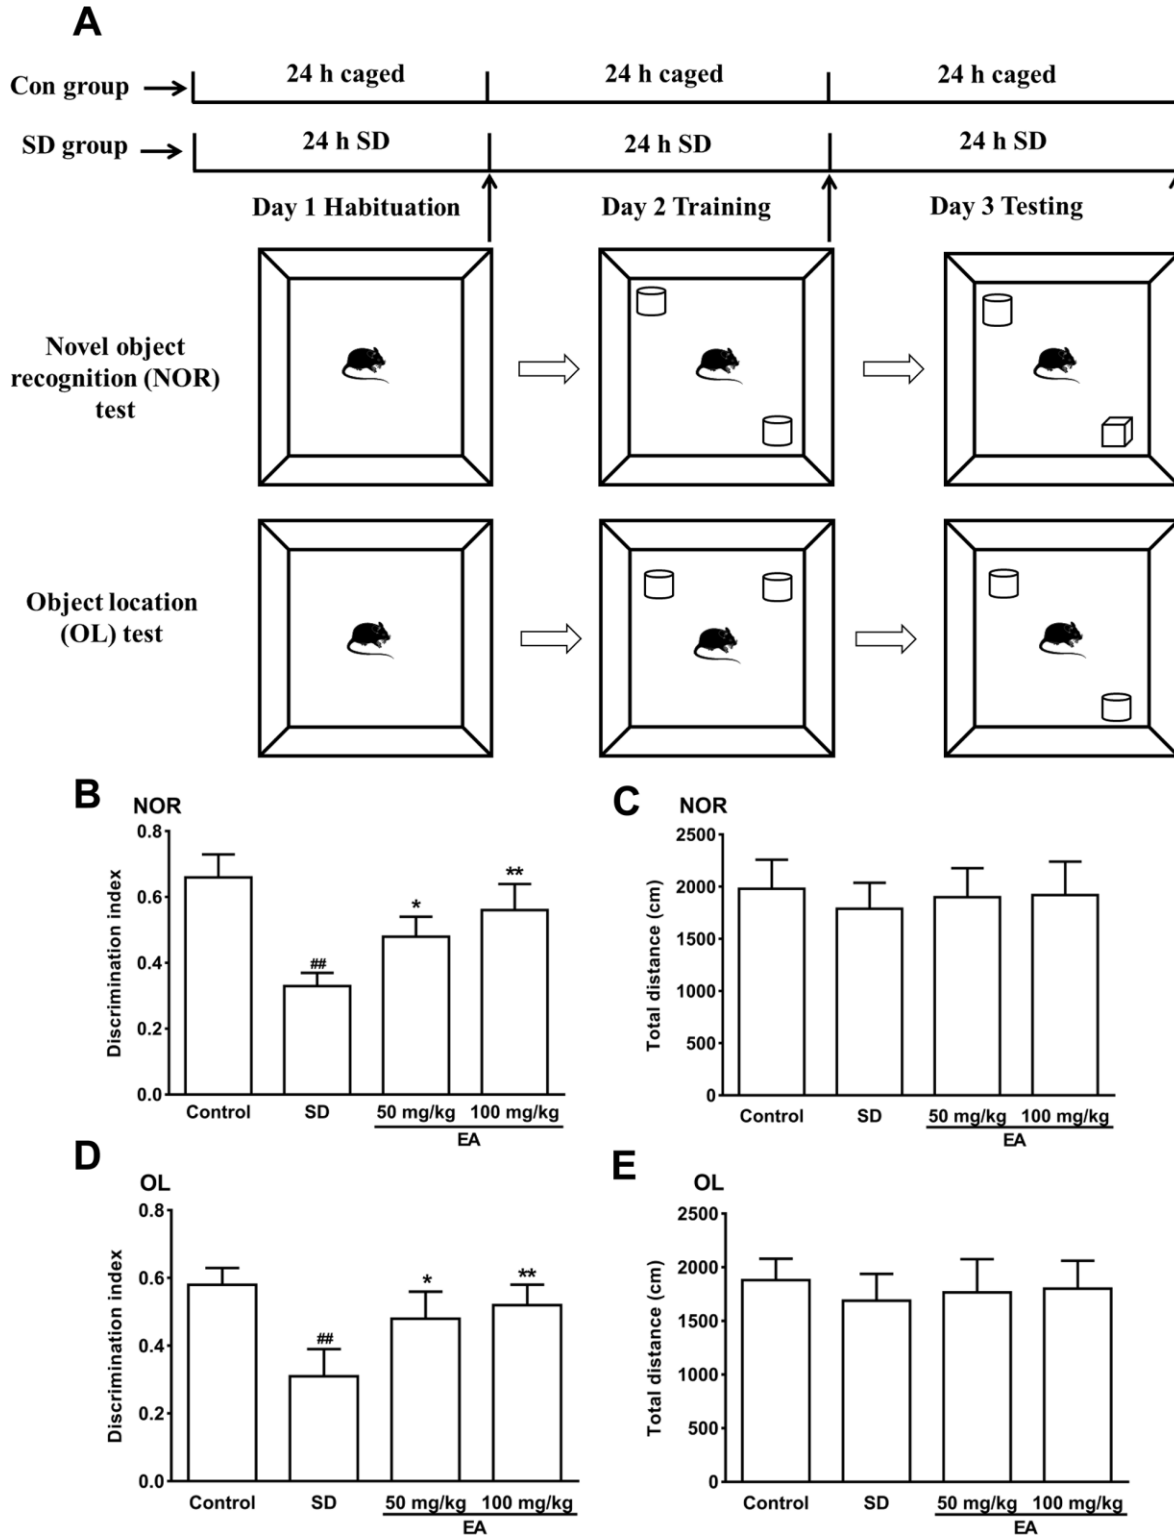 A
Con group
24 h caged
24 h caged
24 h caged
SD group
24 h SD
24 h SD
24 h SD
Day 1 Habituation
Day 2 Training
Day 3 Testing
Novel object
recognition (NOR)
test
Object location
(OL) test
B
NOR
Discrimination index
0.8
0.6
0.4
0.2
0.0
##
*
**
Control
SD
50 mg/kg
100 mg/kg
EA
C
NOR
Total distance (cm)
2500
2000
1500
1000
500
0
Control
SD
50 mg/kg
100 mg/kg
EA
D
OL
Discrimination index
0.8
0.6
0.4
0.2
0.0
##
*
**
Control
SD
50 mg/kg
100 mg/kg
EA
E
OL
Total distance (cm)
2500
2000
1500
1000
500
0
Control
SD
50 mg/kg
100 mg/kg
EA